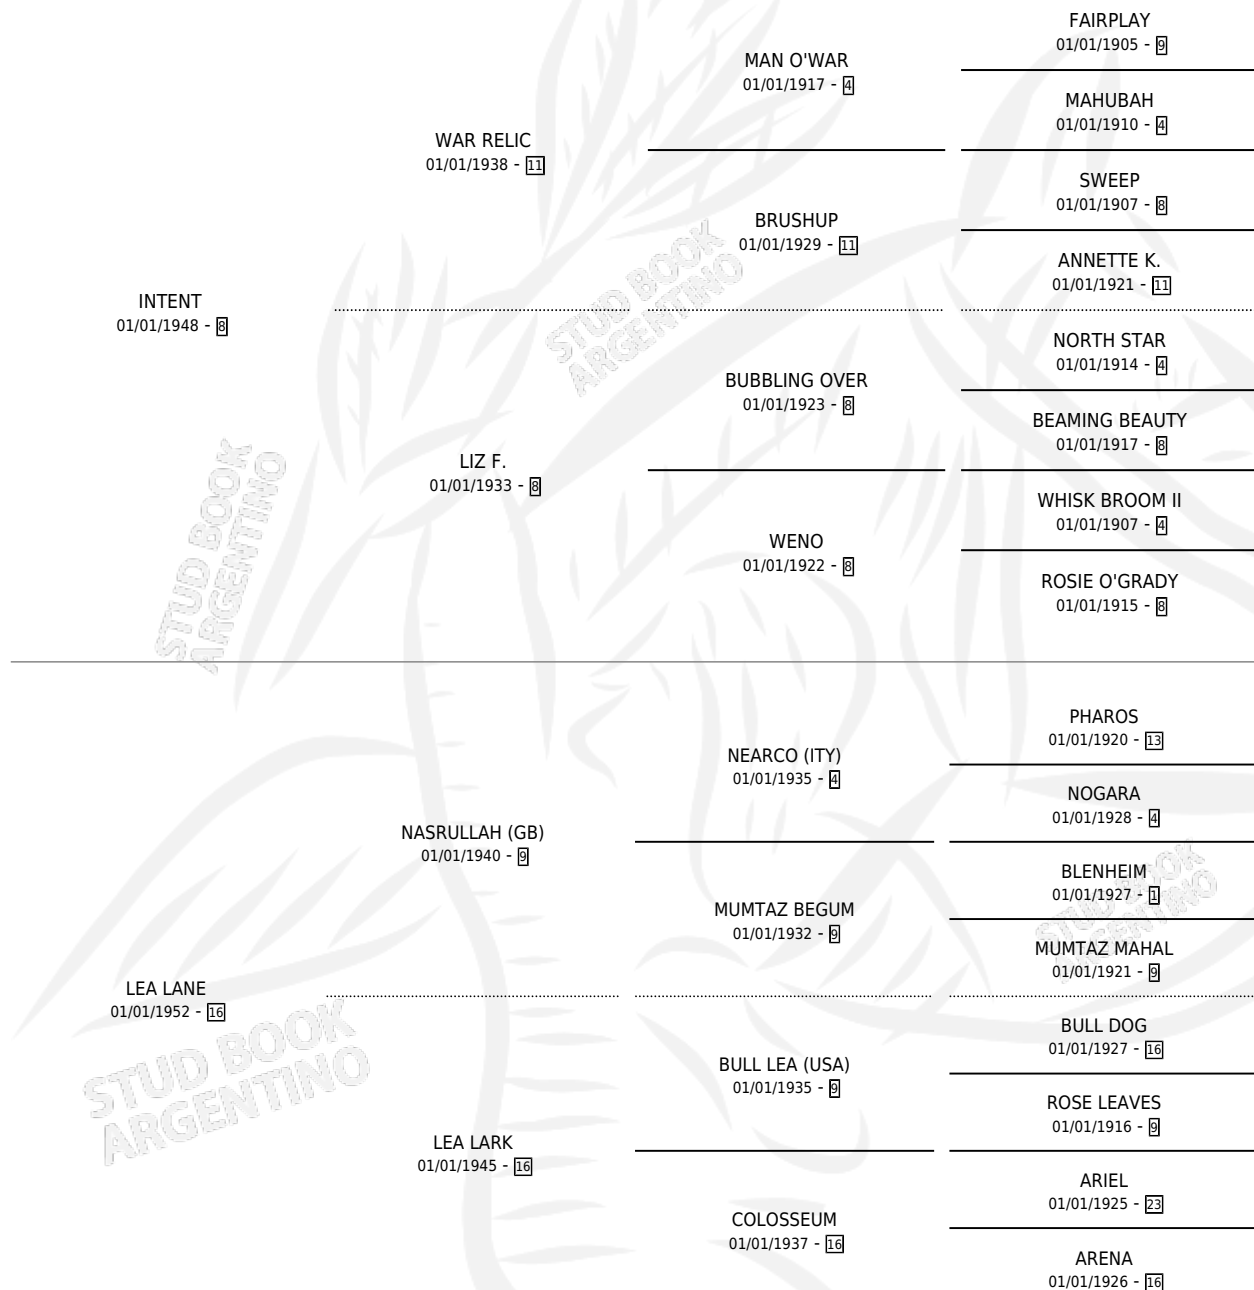 FAIRPLAY
01/01/1905 - 9
MAN O'WAR
01/01/1917 - 4
MAHUBAH
01/01/1910 - 4
WAR RELIC
01/01/1938 - 11
SWEEP
01/01/1907 - 8
BRUSHUP
01/01/1929 - 11
ANNETTE K.
01/01/1921 - 11
INTENT
01/01/1948 - 8
STUD BOOK
ARGENTINO
NORTH STAR
01/01/1914 - 4
BUBBLING OVER
01/01/1923 - 8
BEAMING BEAUTY
01/01/1917 - 8
LIZ F.
01/01/1933 - 8
WHISK BROOM II
01/01/1907 - 4
WENO
01/01/1922 - 8
ROSIE O'GRADY
01/01/1915 - 8
STUD BOOK
ARGENTINO
PHAROS
01/01/1920 - 13
NEARCO (ITY)
01/01/1935 - 4
NOGARA
01/01/1928 - 4
NASRULLAH (GB)
01/01/1940 - 9
BLENHEIM
01/01/1927 - 1
MUMTAZ BEGUM
01/01/1932 - 9
STUD BOOK
ARGENTINO
MUMTAZ MAHAL
01/01/1921 - 9
LEA LANE
01/01/1952 - 16
BULL DOG
01/01/1927 - 16
BULL LEA (USA)
01/01/1935 - 9
STUD BOOK
ARGENTINO
ROSE LEAVES
01/01/1916 - 9
LEA LARK
01/01/1945 - 16
ARIEL
01/01/1925 - 23
COLOSSEUM
01/01/1937 - 16
ARENA
01/01/1926 - 16